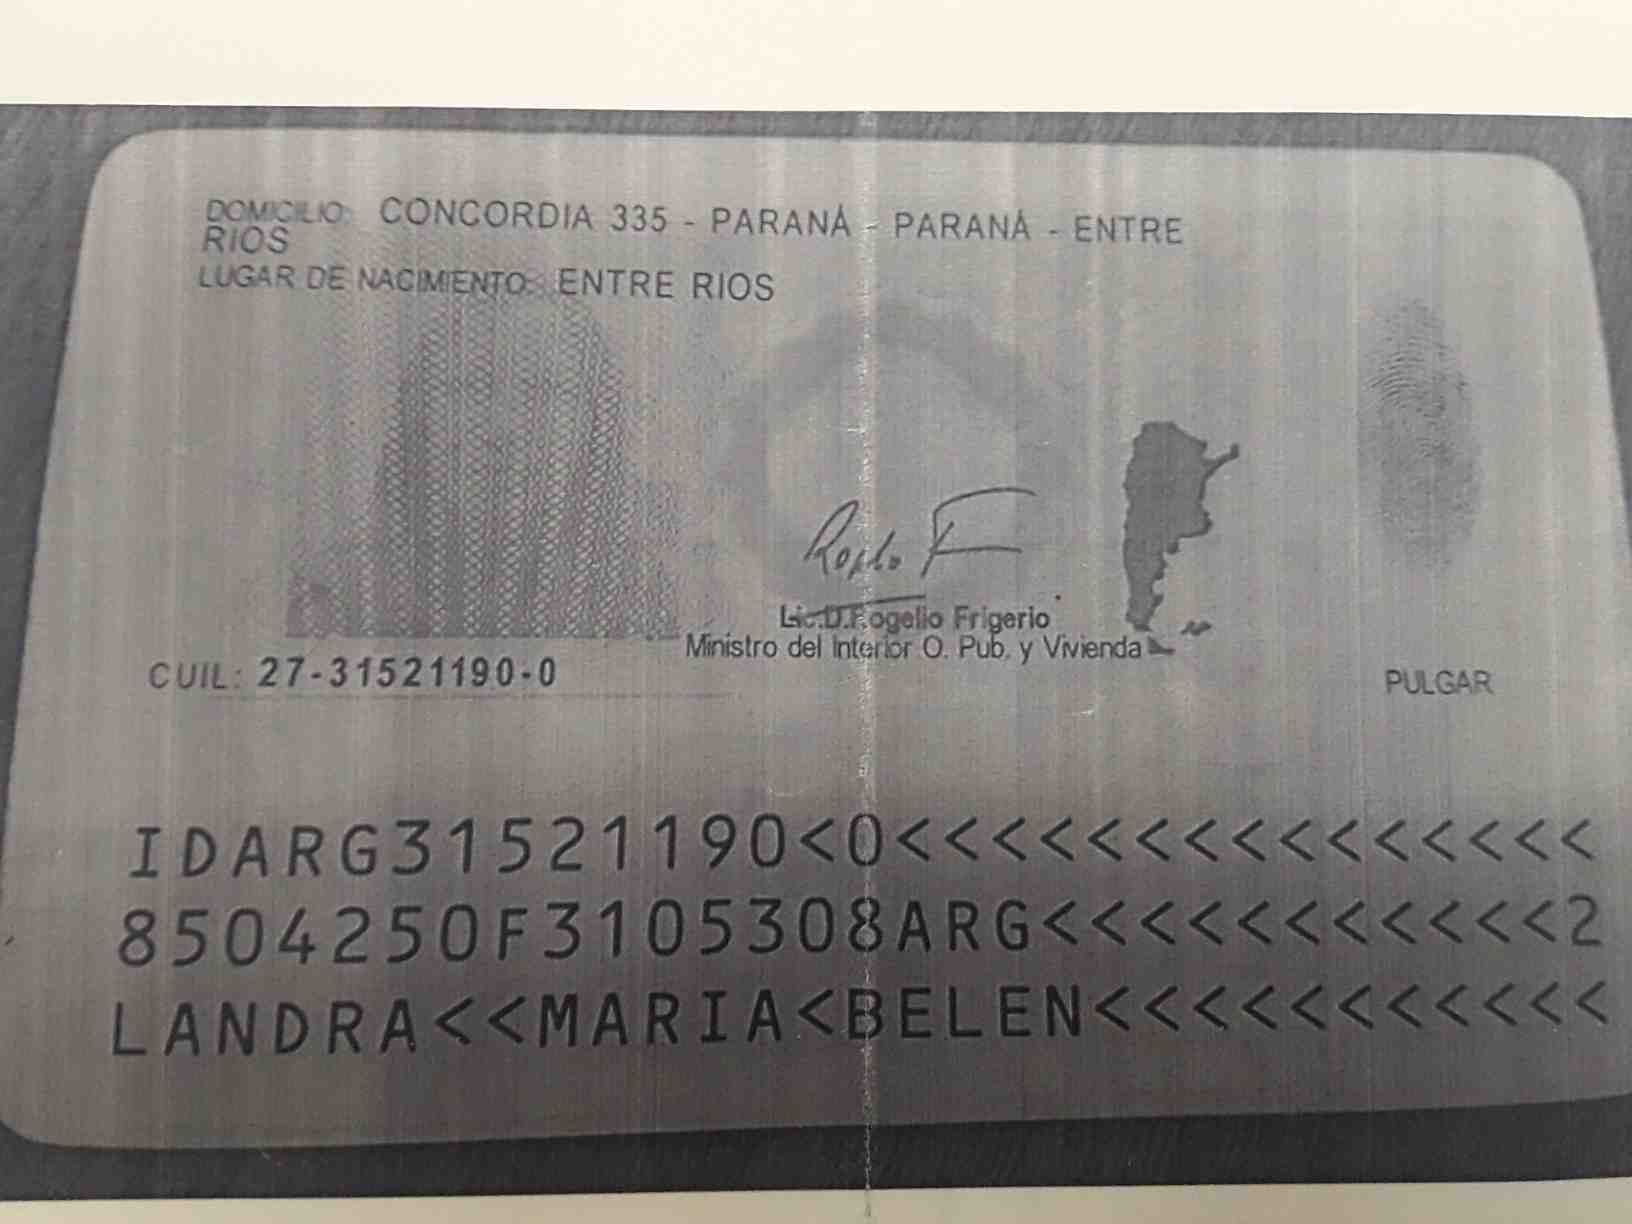 DOMICILIO: CONCORDIA 335 - PARANÁ - PARANÁ - ENTRE
RIOS
LUGAR DE NACIMIENTO: ENTRE RIOS
Lic.D.Rogelio Frigerio
Ministro del Interior O. Pub. y Vivienda
CUIL: 27-31521190-0
PULGAR
IDARG31521190<0<<<<<<<<<<<<<<<
8504250F3105308ARG<<<<<<<<<<<2
LANDRA<<MARIA<BELEN<<<<<<<<<<<